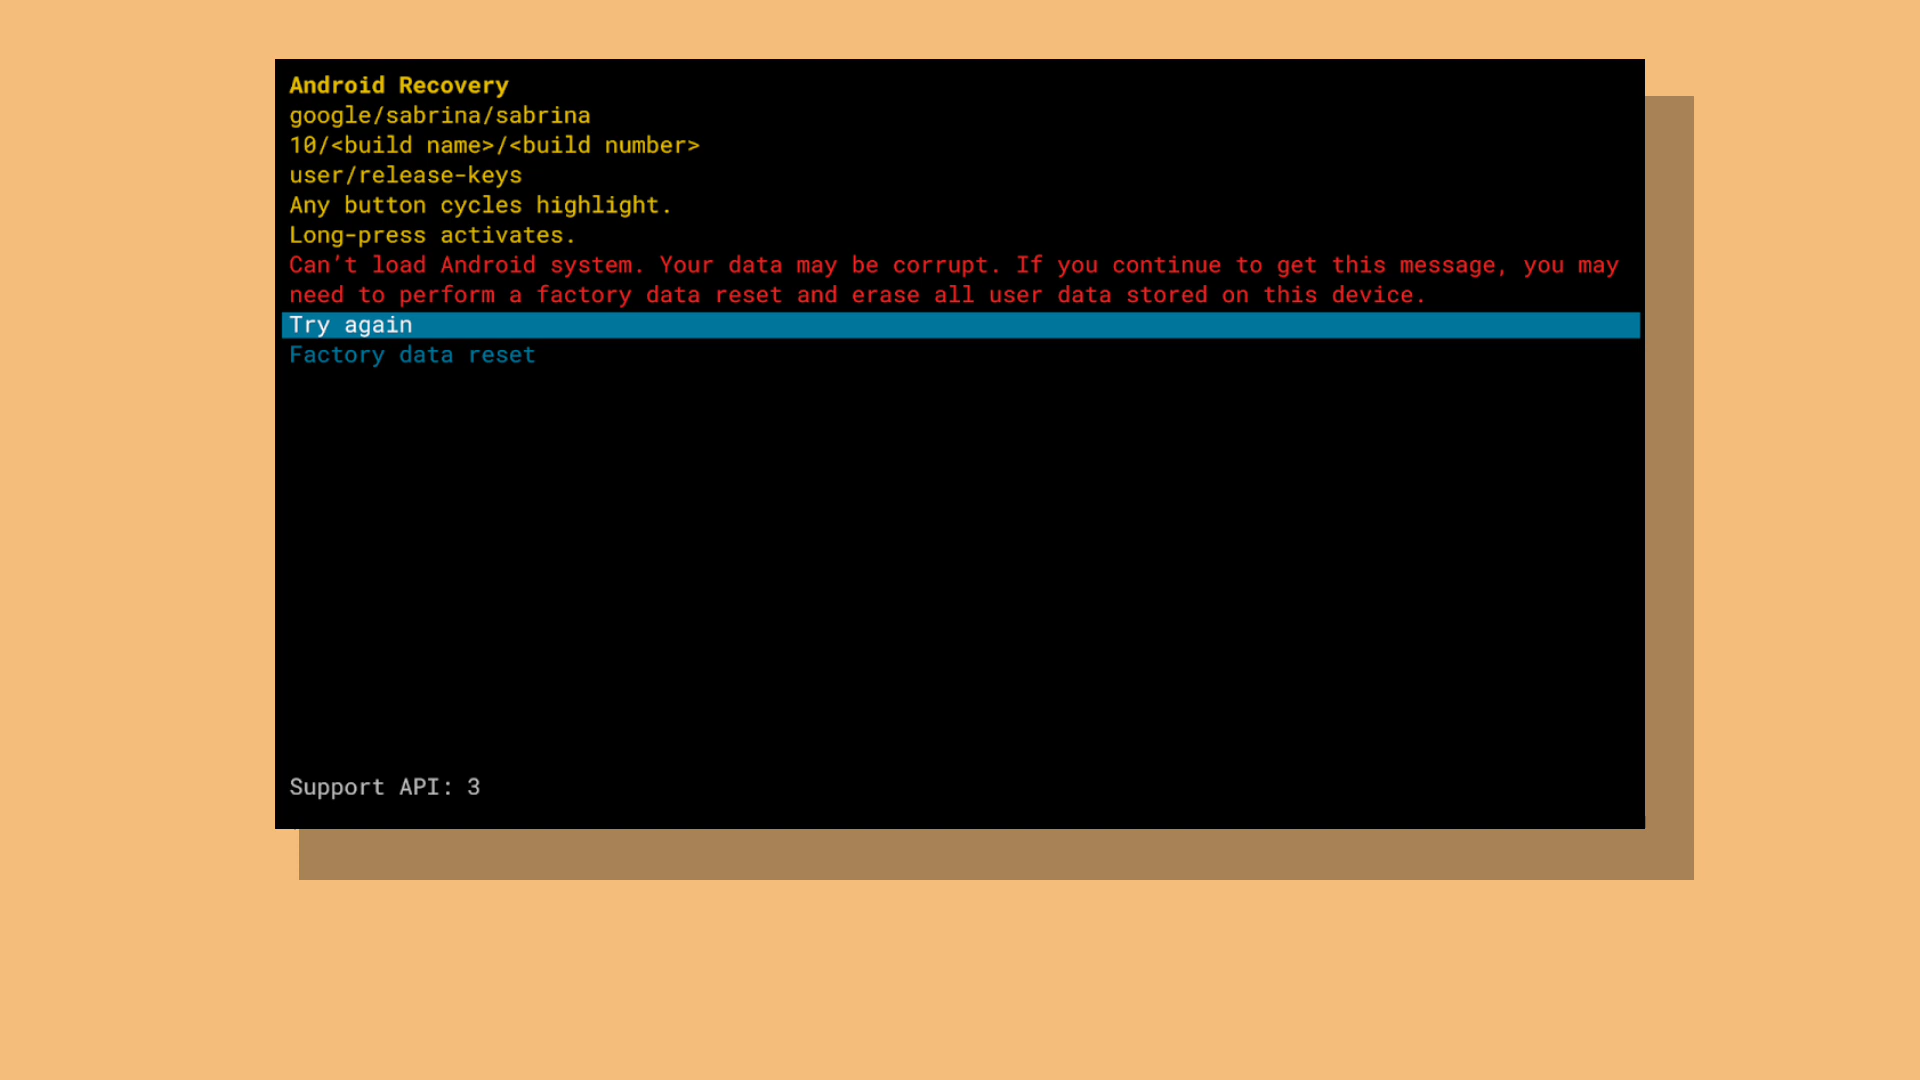 Android Recovery
google/sabrina/sabrina
10/<build name>/<build number>
user/release-keys
Any button cycles highlight.
Long-press activates.
Can’t load Android system. Your data may be corrupt. If you continue to get this message, you may
need to perform a factory data reset and erase all user data stored on this device.
Try again
Factory data reset
Support API: 3